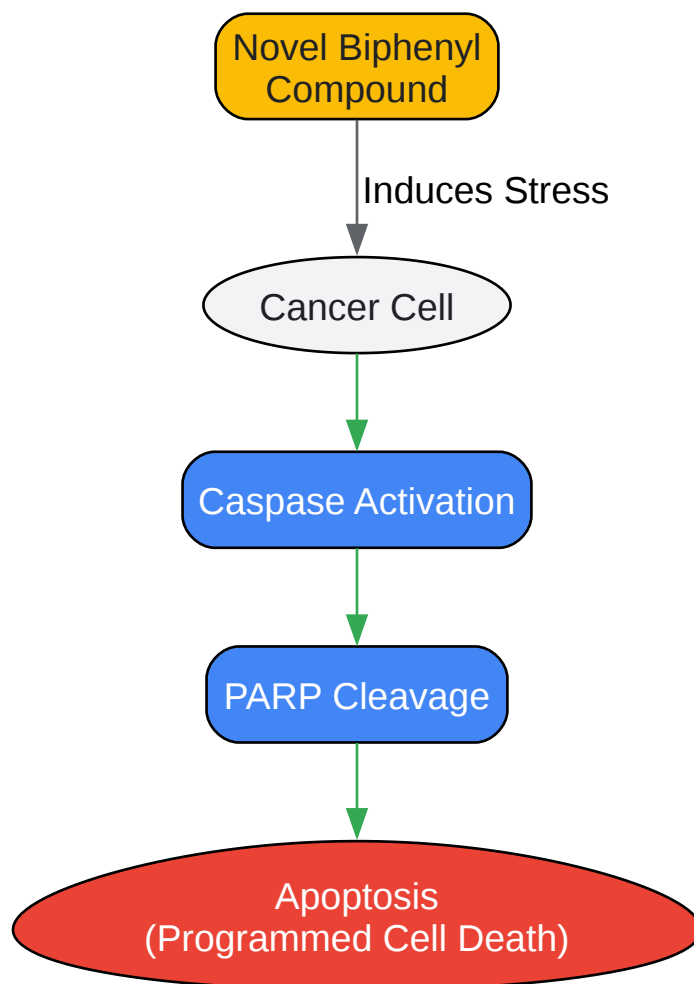 Novel Biphenyl
Compound
Induces Stress
Cancer Cell
Caspase Activation
PARP Cleavage
Apoptosis
(Programmed Cell Death)